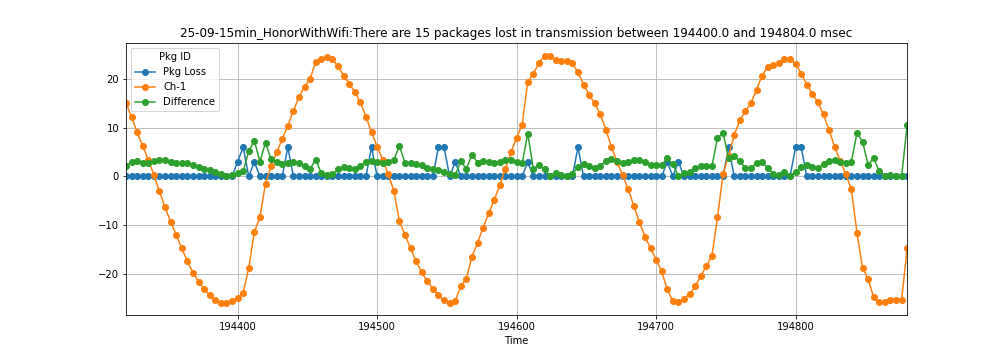 25-09-15min_HonorWithWifi:There are 15 packages lost in transmission between 194400.0 and 194804.0 msec
Pkg ID
Pkg Loss
Ch-1
Difference
20
10
0
−10
−20
194400
194500
194600
194700
194800
Time